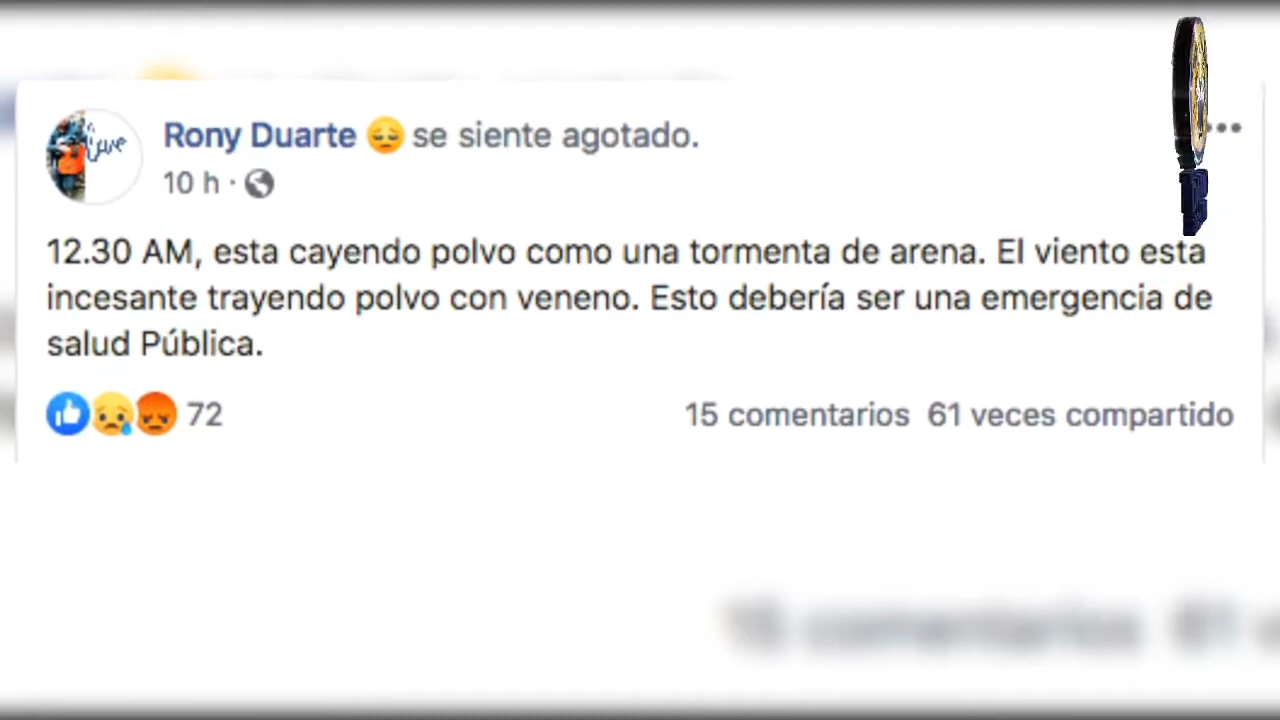 Rony Duarte 😔 se siente agotado.
10 h ·
12.30 AM, esta cayendo polvo como una tormenta de arena. El viento esta
incesante trayendo polvo con veneno. Esto debería ser una emergencia de
salud Pública.
72
15 comentarios 61 veces compartido
15 comentarios